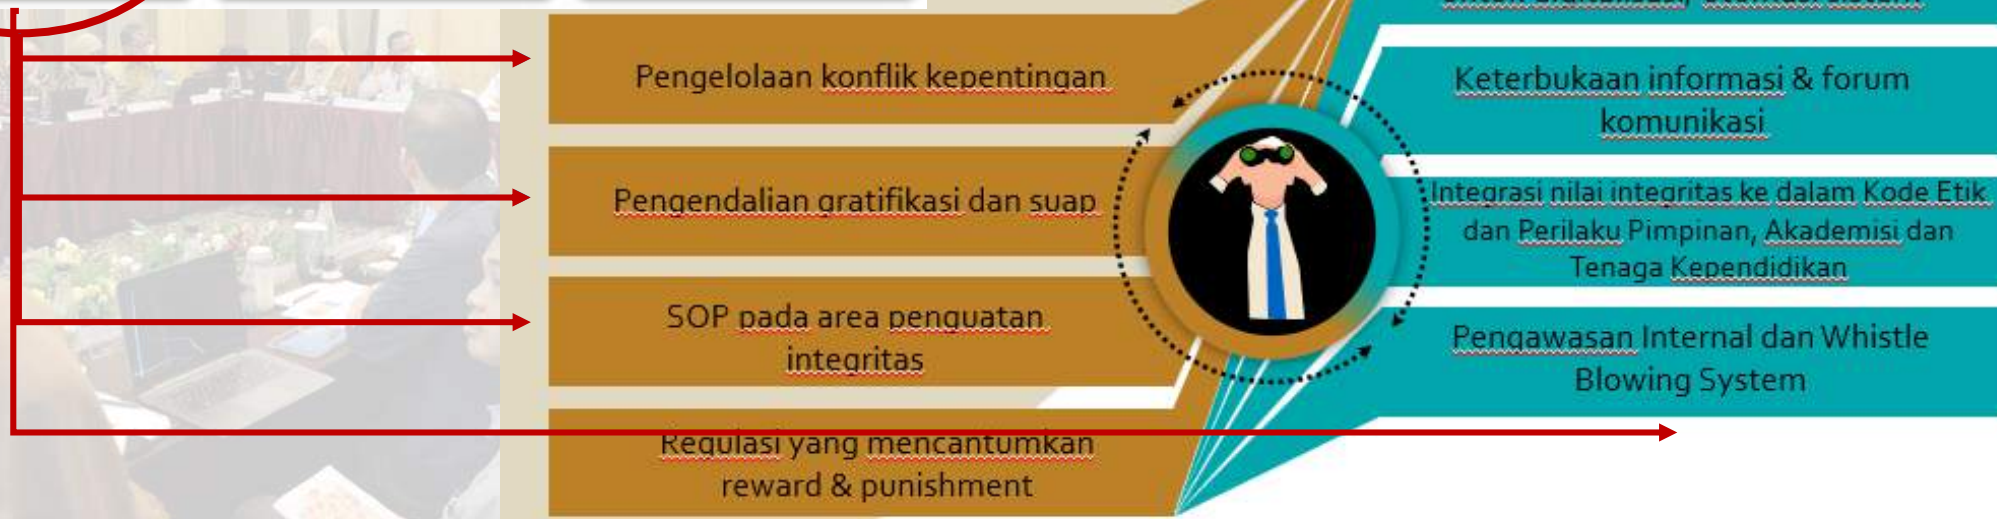 Pengelolaan konflik kepentingan
Pengendalian gratifikasi dan suap
SOP pada area penguatan
integritas
Regulasi yang mencantumkan
reward & punishment
Keterbukaan informasi & forum
komunikasi
Integrasi nilai integritas ke dalam Kode Etik
dan Perilaku Pimpinan, Akademisi dan
Tenaga Kependidikan
Pengawasan Internal dan Whistle
Blowing System